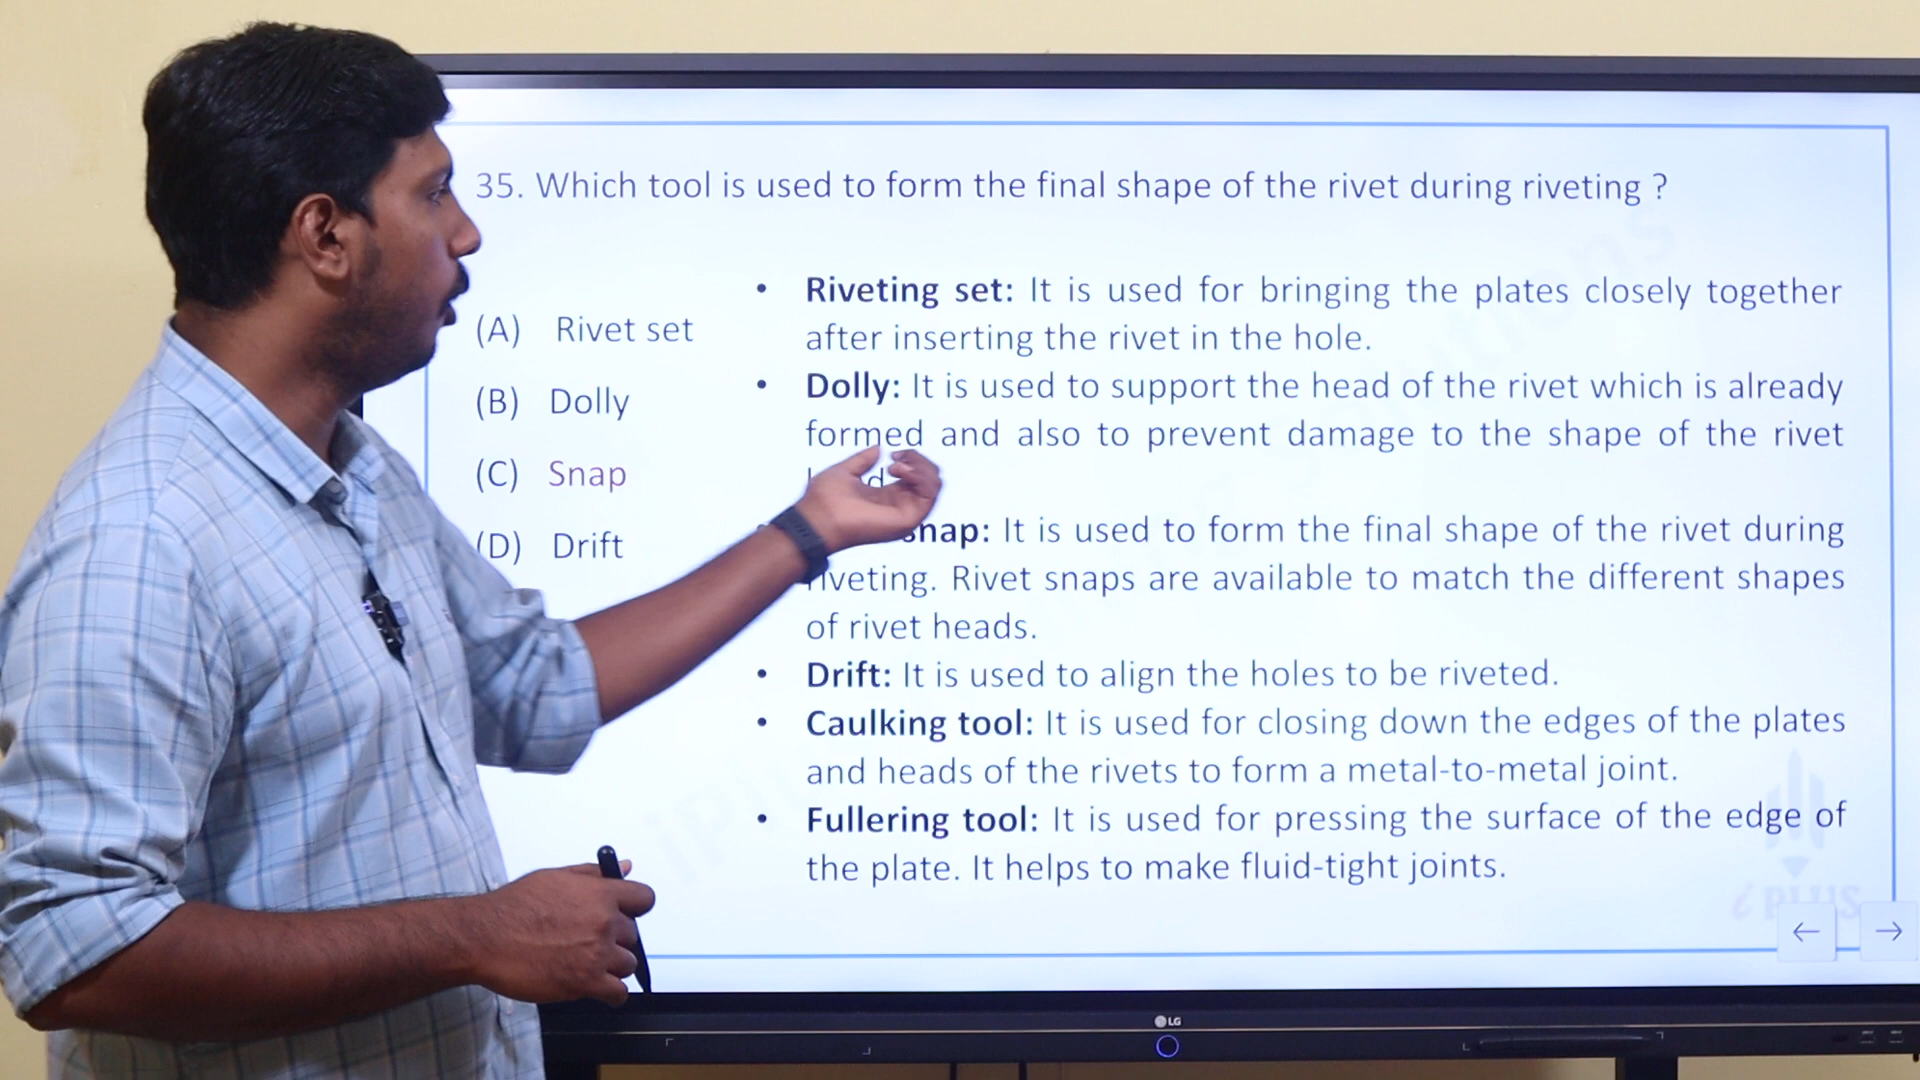 35. Which tool is used to form the final shape of the rivet during riveting ?
(A) Rivet set
(B) Dolly
(C) Snap
(D) Drift
• Riveting set: It is used for bringing the plates closely together
after inserting the rivet in the hole.
• Dolly: It is used to support the head of the rivet which is already
formed and also to prevent damage to the shape of the rivet
snap: It is used to form the final shape of the rivet during
riveting. Rivet snaps are available to match the different shapes
of rivet heads.
• Drift: It is used to align the holes to be riveted.
• Caulking tool: It is used for closing down the edges of the plates
and heads of the rivets to form a metal-to-metal joint.
• Fullering tool: It is used for pressing the surface of the edge of
the plate. It helps to make fluid-tight joints.
i PLUS
← →
LG